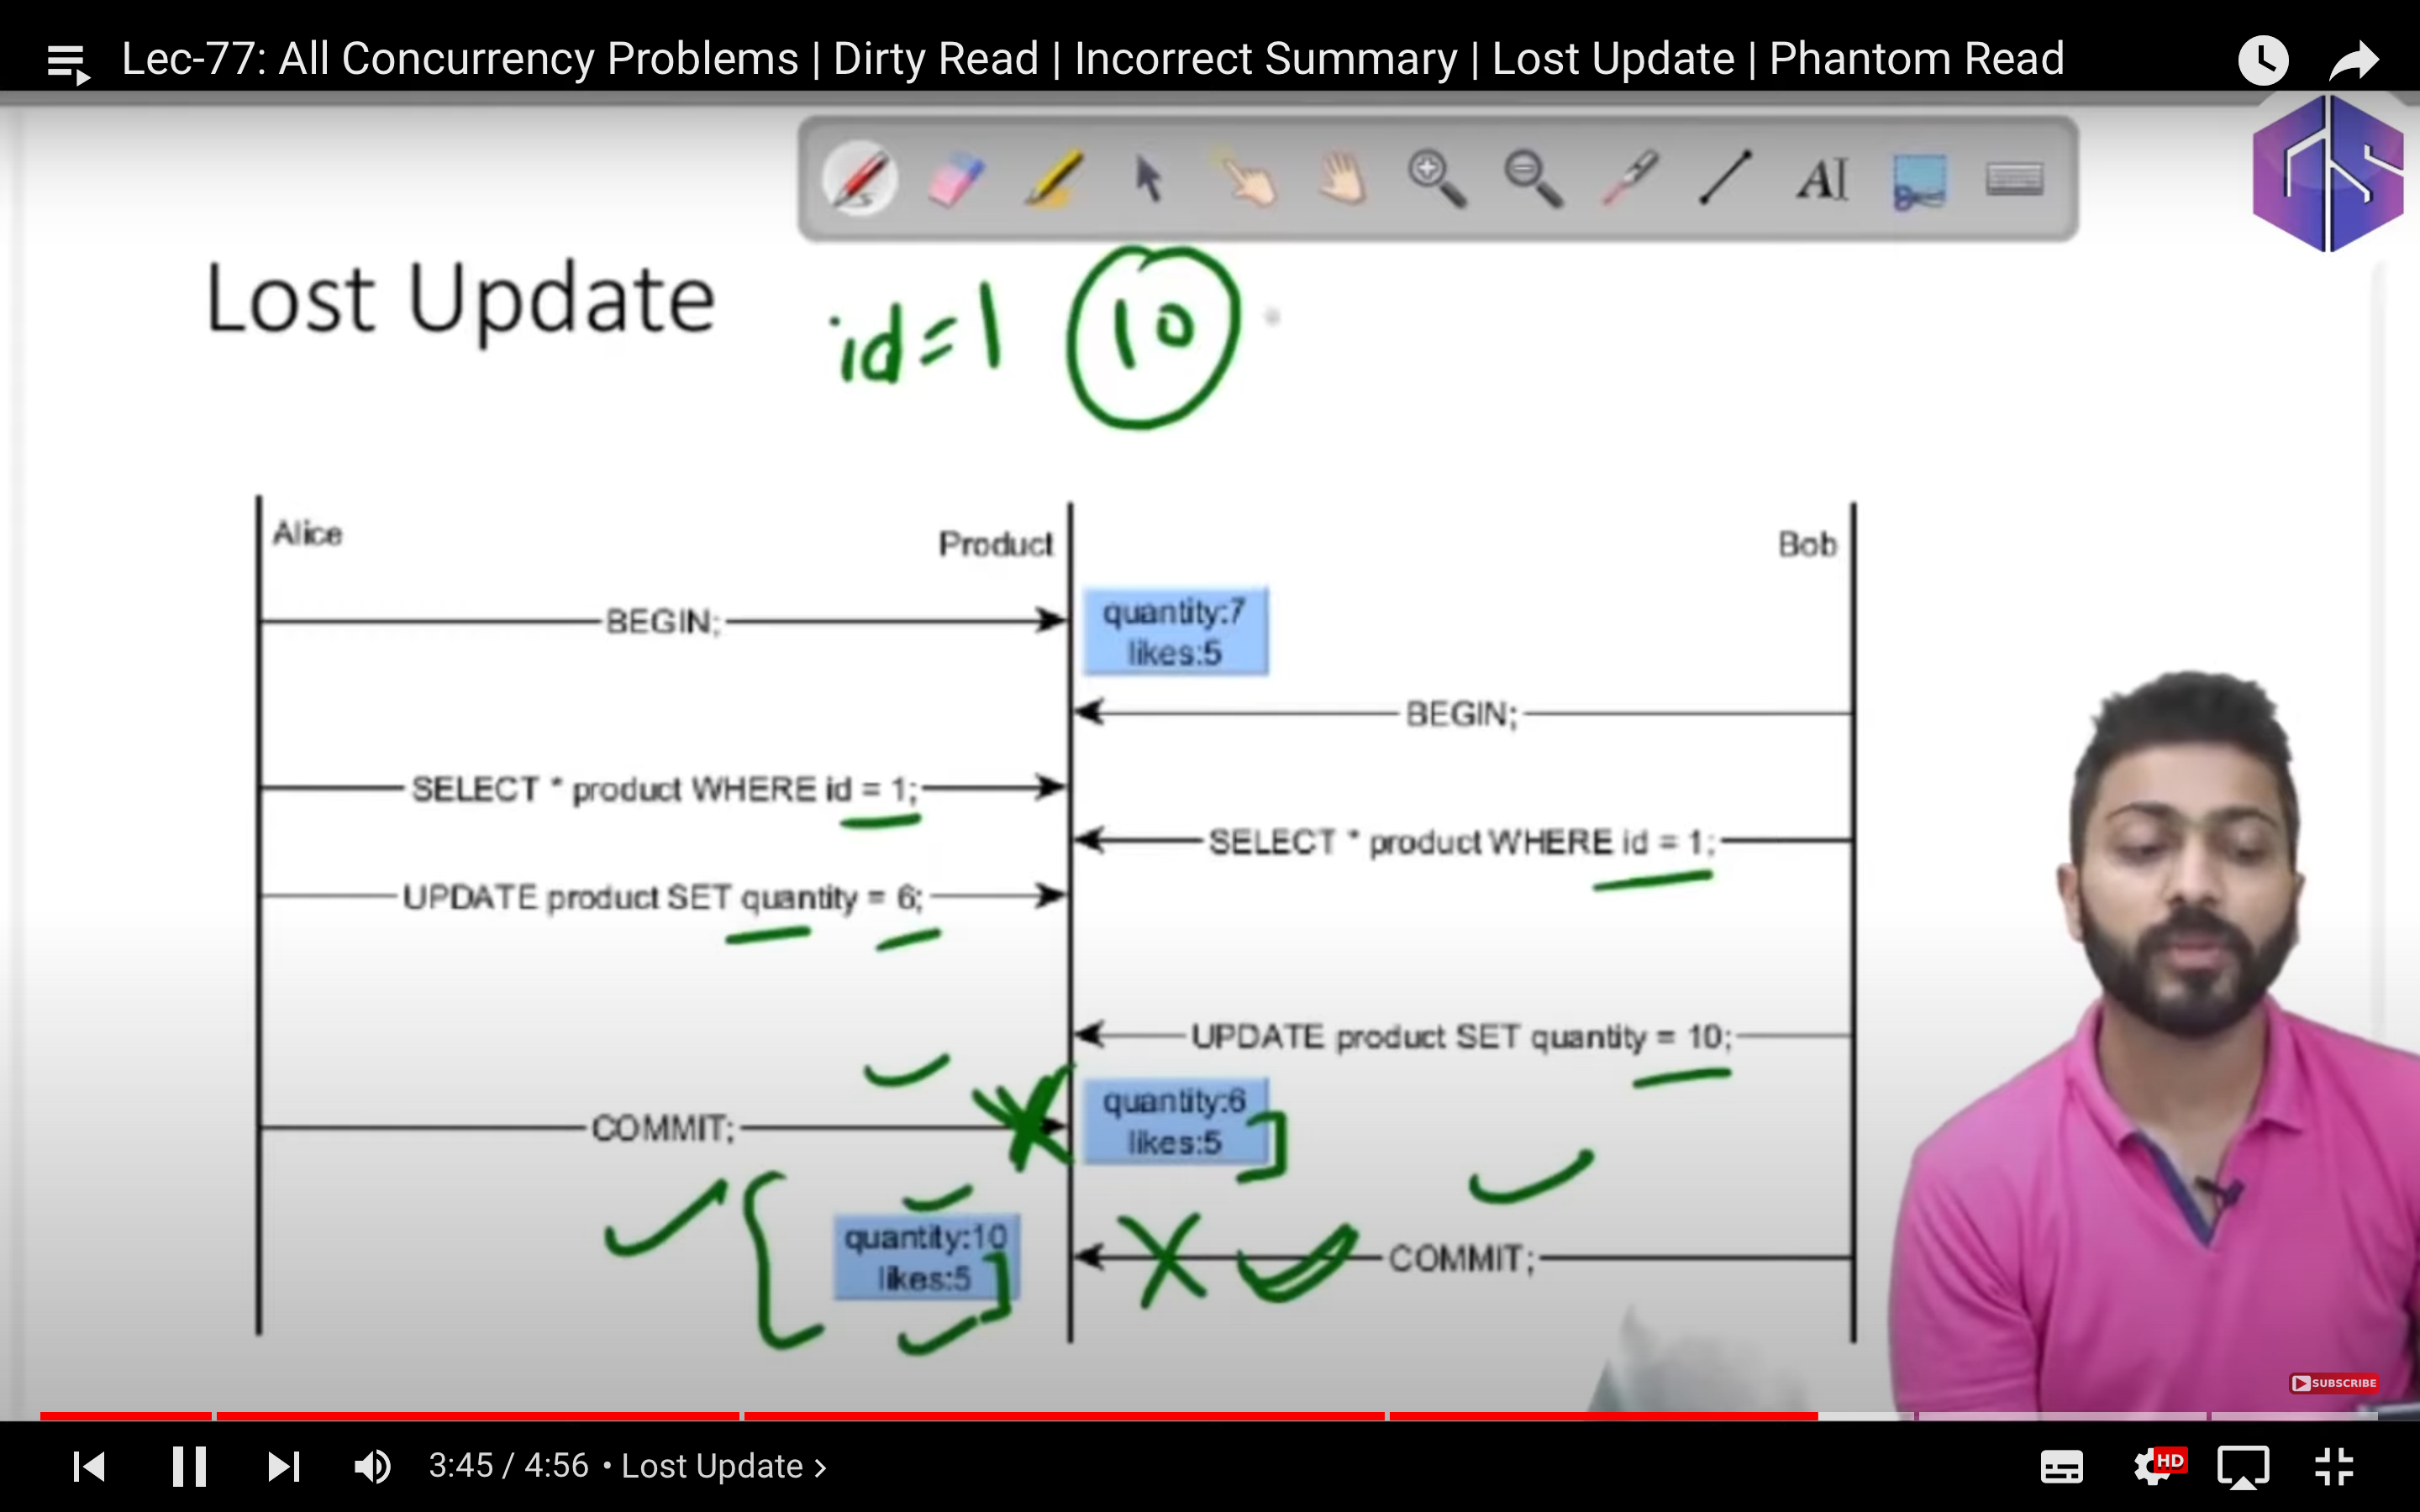 Lec-77: All Concurrency Problems | Dirty Read | Incorrect Summary | Lost Update | Phantom Read
AI
Lost Update
id=1 10
Alice
Product
Bob
BEGIN;
quantity:7
likes:5
BEGIN;
SELECT * product WHERE id = 1;
SELECT * product WHERE id = 1;
UPDATE product SET quantity = 6;
UPDATE product SET quantity = 10;
COMMIT;
quantity:6
likes:5
quantity:10
likes:5
COMMIT;
SUBSCRIBE
3:45 / 4:56 • Lost Update ›
HD